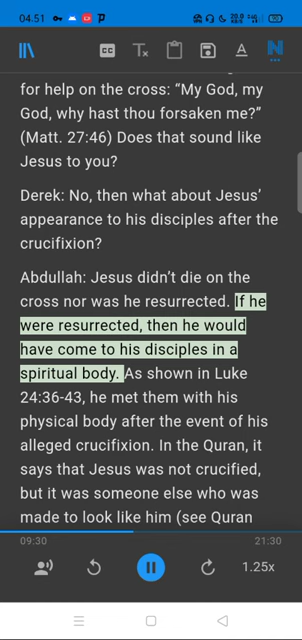 04.51
for help on the cross: “My God, my
God, why hast thou forsaken me?”
(Matt. 27:46) Does that sound like
Jesus to you?
Derek: No, then what about Jesus’
appearance to his disciples after the
crucifixion?
Abdullah: Jesus didn’t die on the
cross nor was he resurrected. If he
were resurrected, then he would
have come to his disciples in a
spiritual body. As shown in Luke
24:36-43, he met them with his
physical body after the event of his
alleged crucifixion. In the Quran, it
says that Jesus was not crucified,
but it was someone else who was
made to look like him (see Quran
09:30
21:30
1.25x